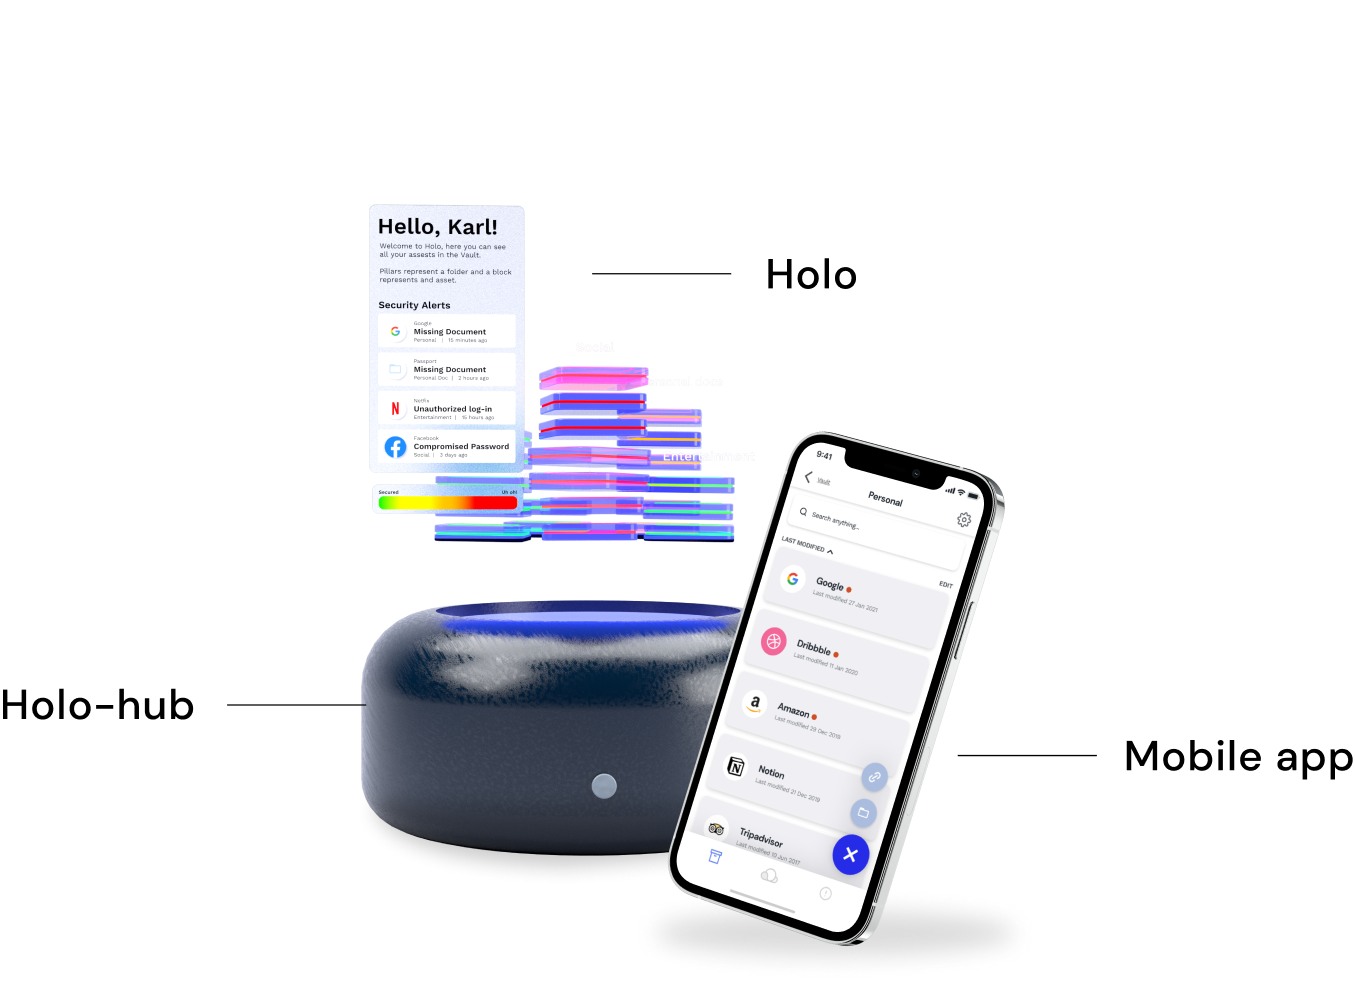 Hello, Karl!
Welcome to Holo, here you can see
all your assests in the Vault.
Pillars represent a folder and a block
represents and asset.
Security Alerts
Google
Missing Document
Personal | 15 minutes ago
Passport
Missing Document
Personal Doc | 2 hours ago
Netflix
Unauthorized log-in
Entertainment | 15 hours ago
Facebook
Compromised Password
Social | 3 days ago
Secured
Uh oh!
Holo
Social
Personal docs
Entertainment
Holo-hub
9:41
Vault
Personal
Search anything..
LAST MODIFIED
EDIT
Google
Last modified 27 Jan 2021
Dribbble
Last modified 11 Jan 2020
Amazon
Last modified 29 Dec 2019
Notion
Last modified 21 Dec 2019
Tripadvisor
Last modified 19 Jun 2017
Mobile app